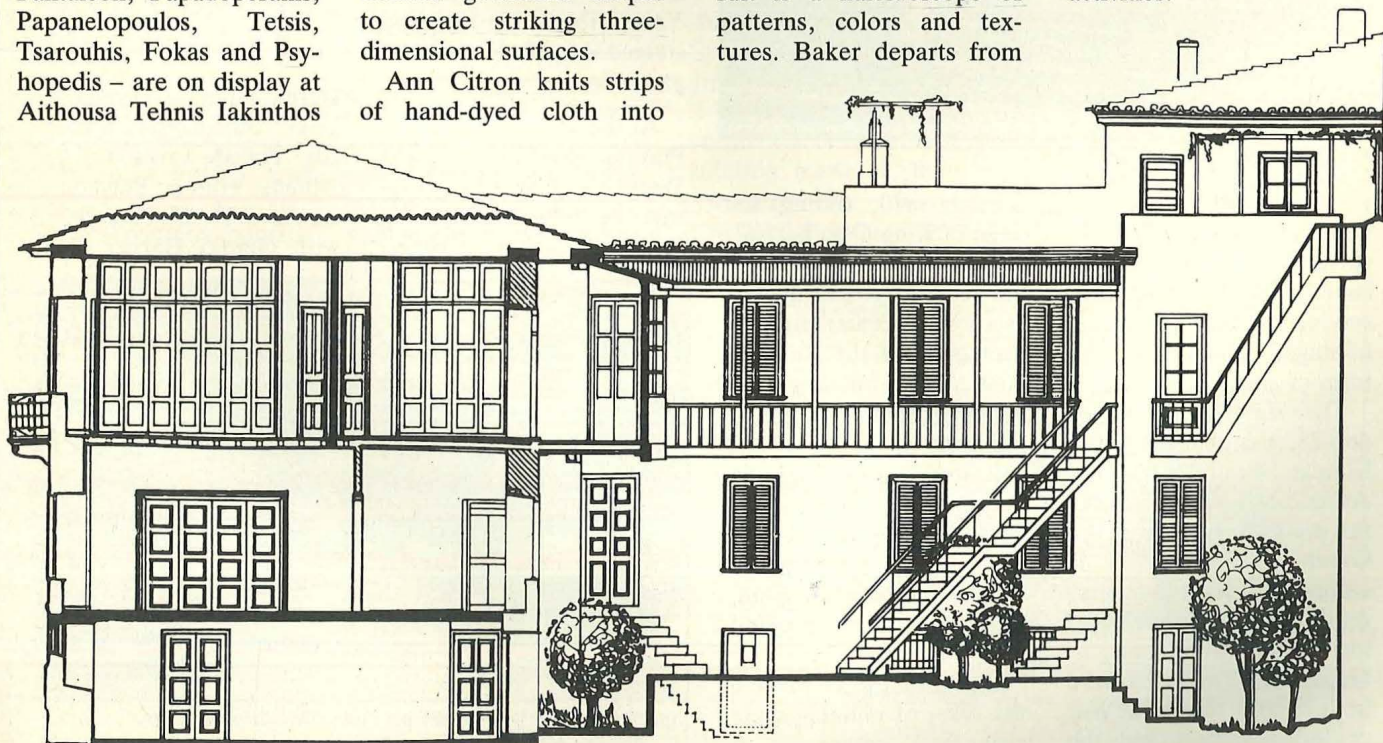 Papanelopoulos, Tetsis,
Tsarouhis, Fokas and Psy-
hopedis – are on display at
Aithousa Tehnis Iakinthos
to create striking three-
dimensional surfaces.
Ann Citron knits strips
of hand-dyed cloth into
patterns, colors and tex-
tures. Baker departs from